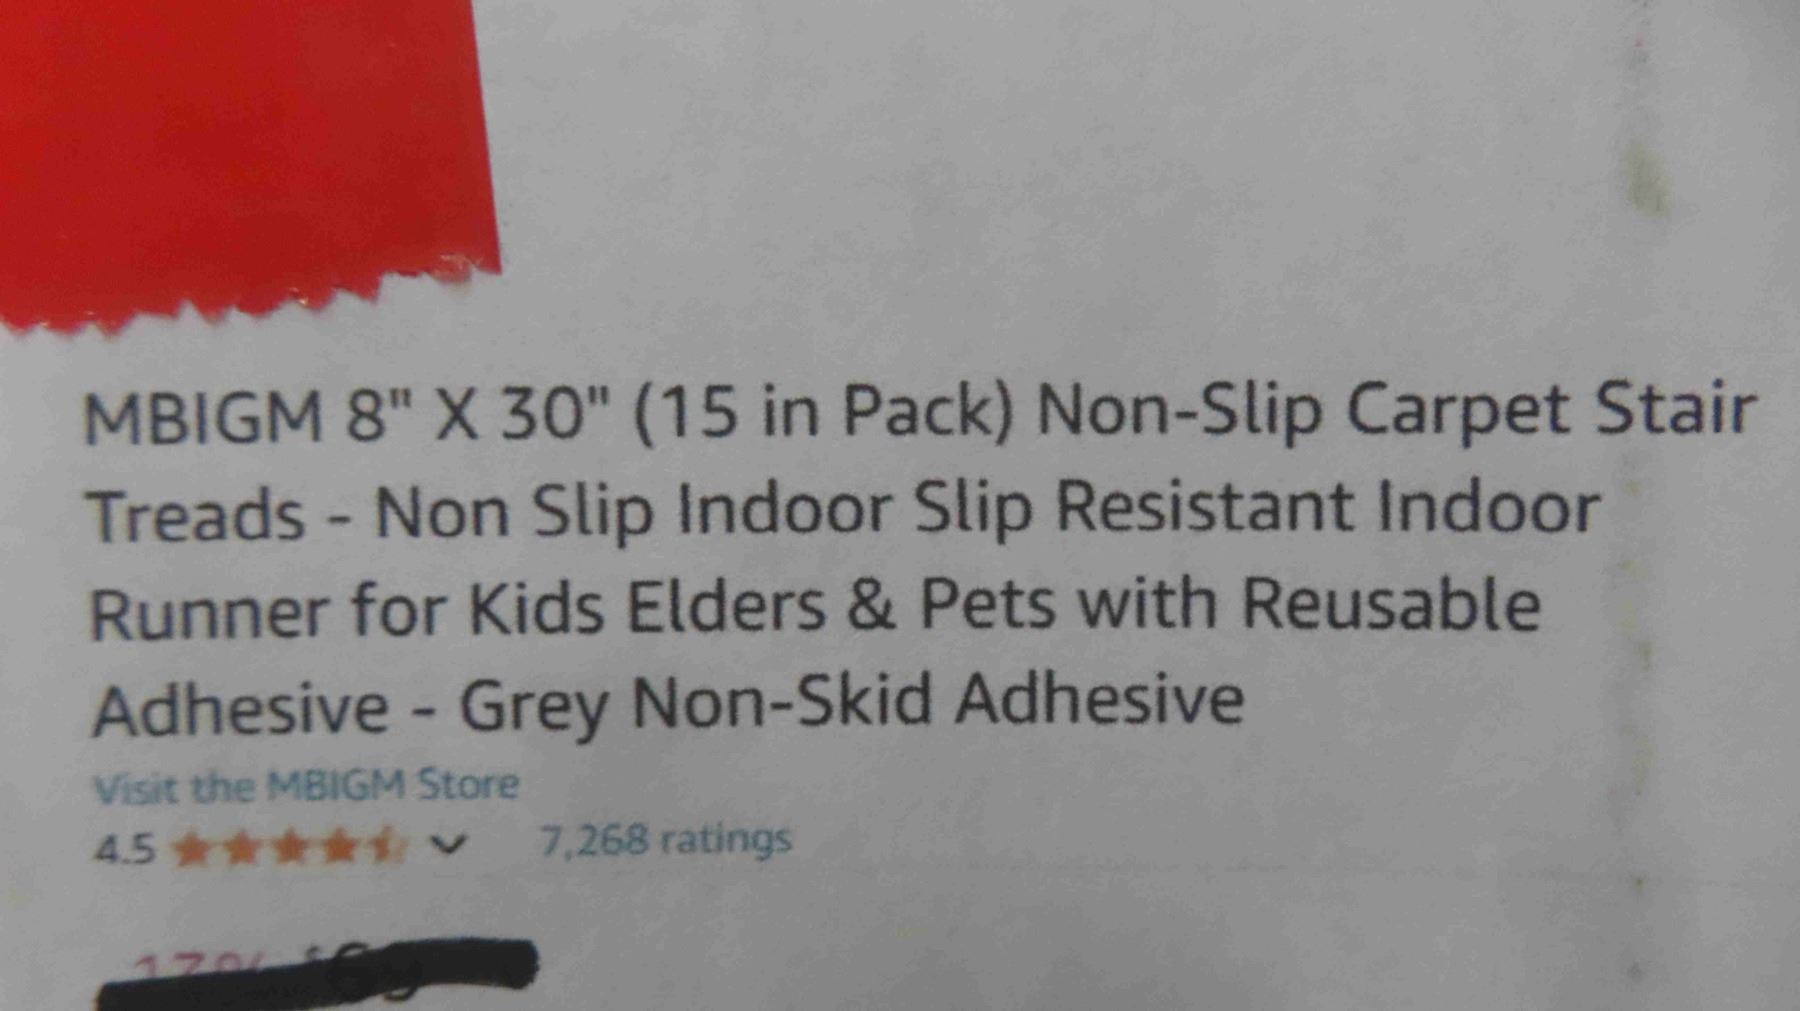 MBIGM 8" X 30" (15 in Pack) Non-Slip Carpet Stair
Treads - Non Slip Indoor Slip Resistant Indoor
Runner for Kids Elders & Pets with Reusable
Adhesive - Grey Non-Skid Adhesive
Visit the MBIGM Store
4.5 7,268 ratings